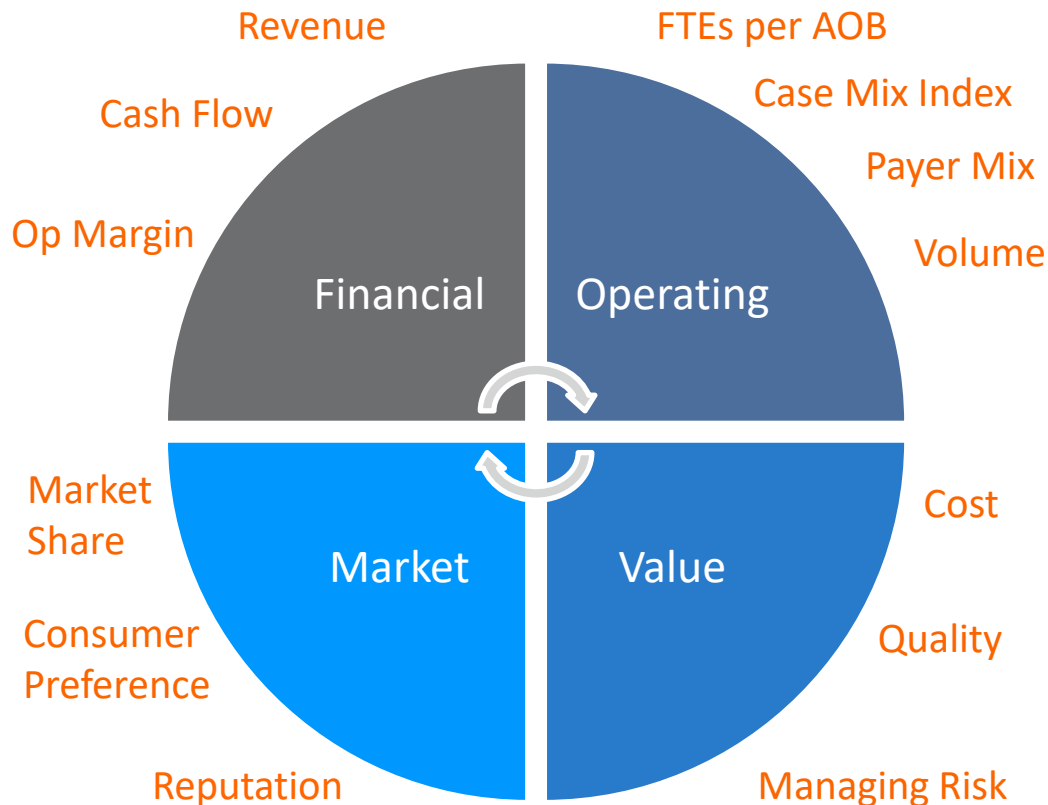 Revenue
FTEs per AOB
Cash Flow
Case Mix Index
Payer Mix
Op Margin
Volume
Financial
Operating
Market
Share
Cost
Market
Value
Consumer
Preference
Quality
Reputation
Managing Risk